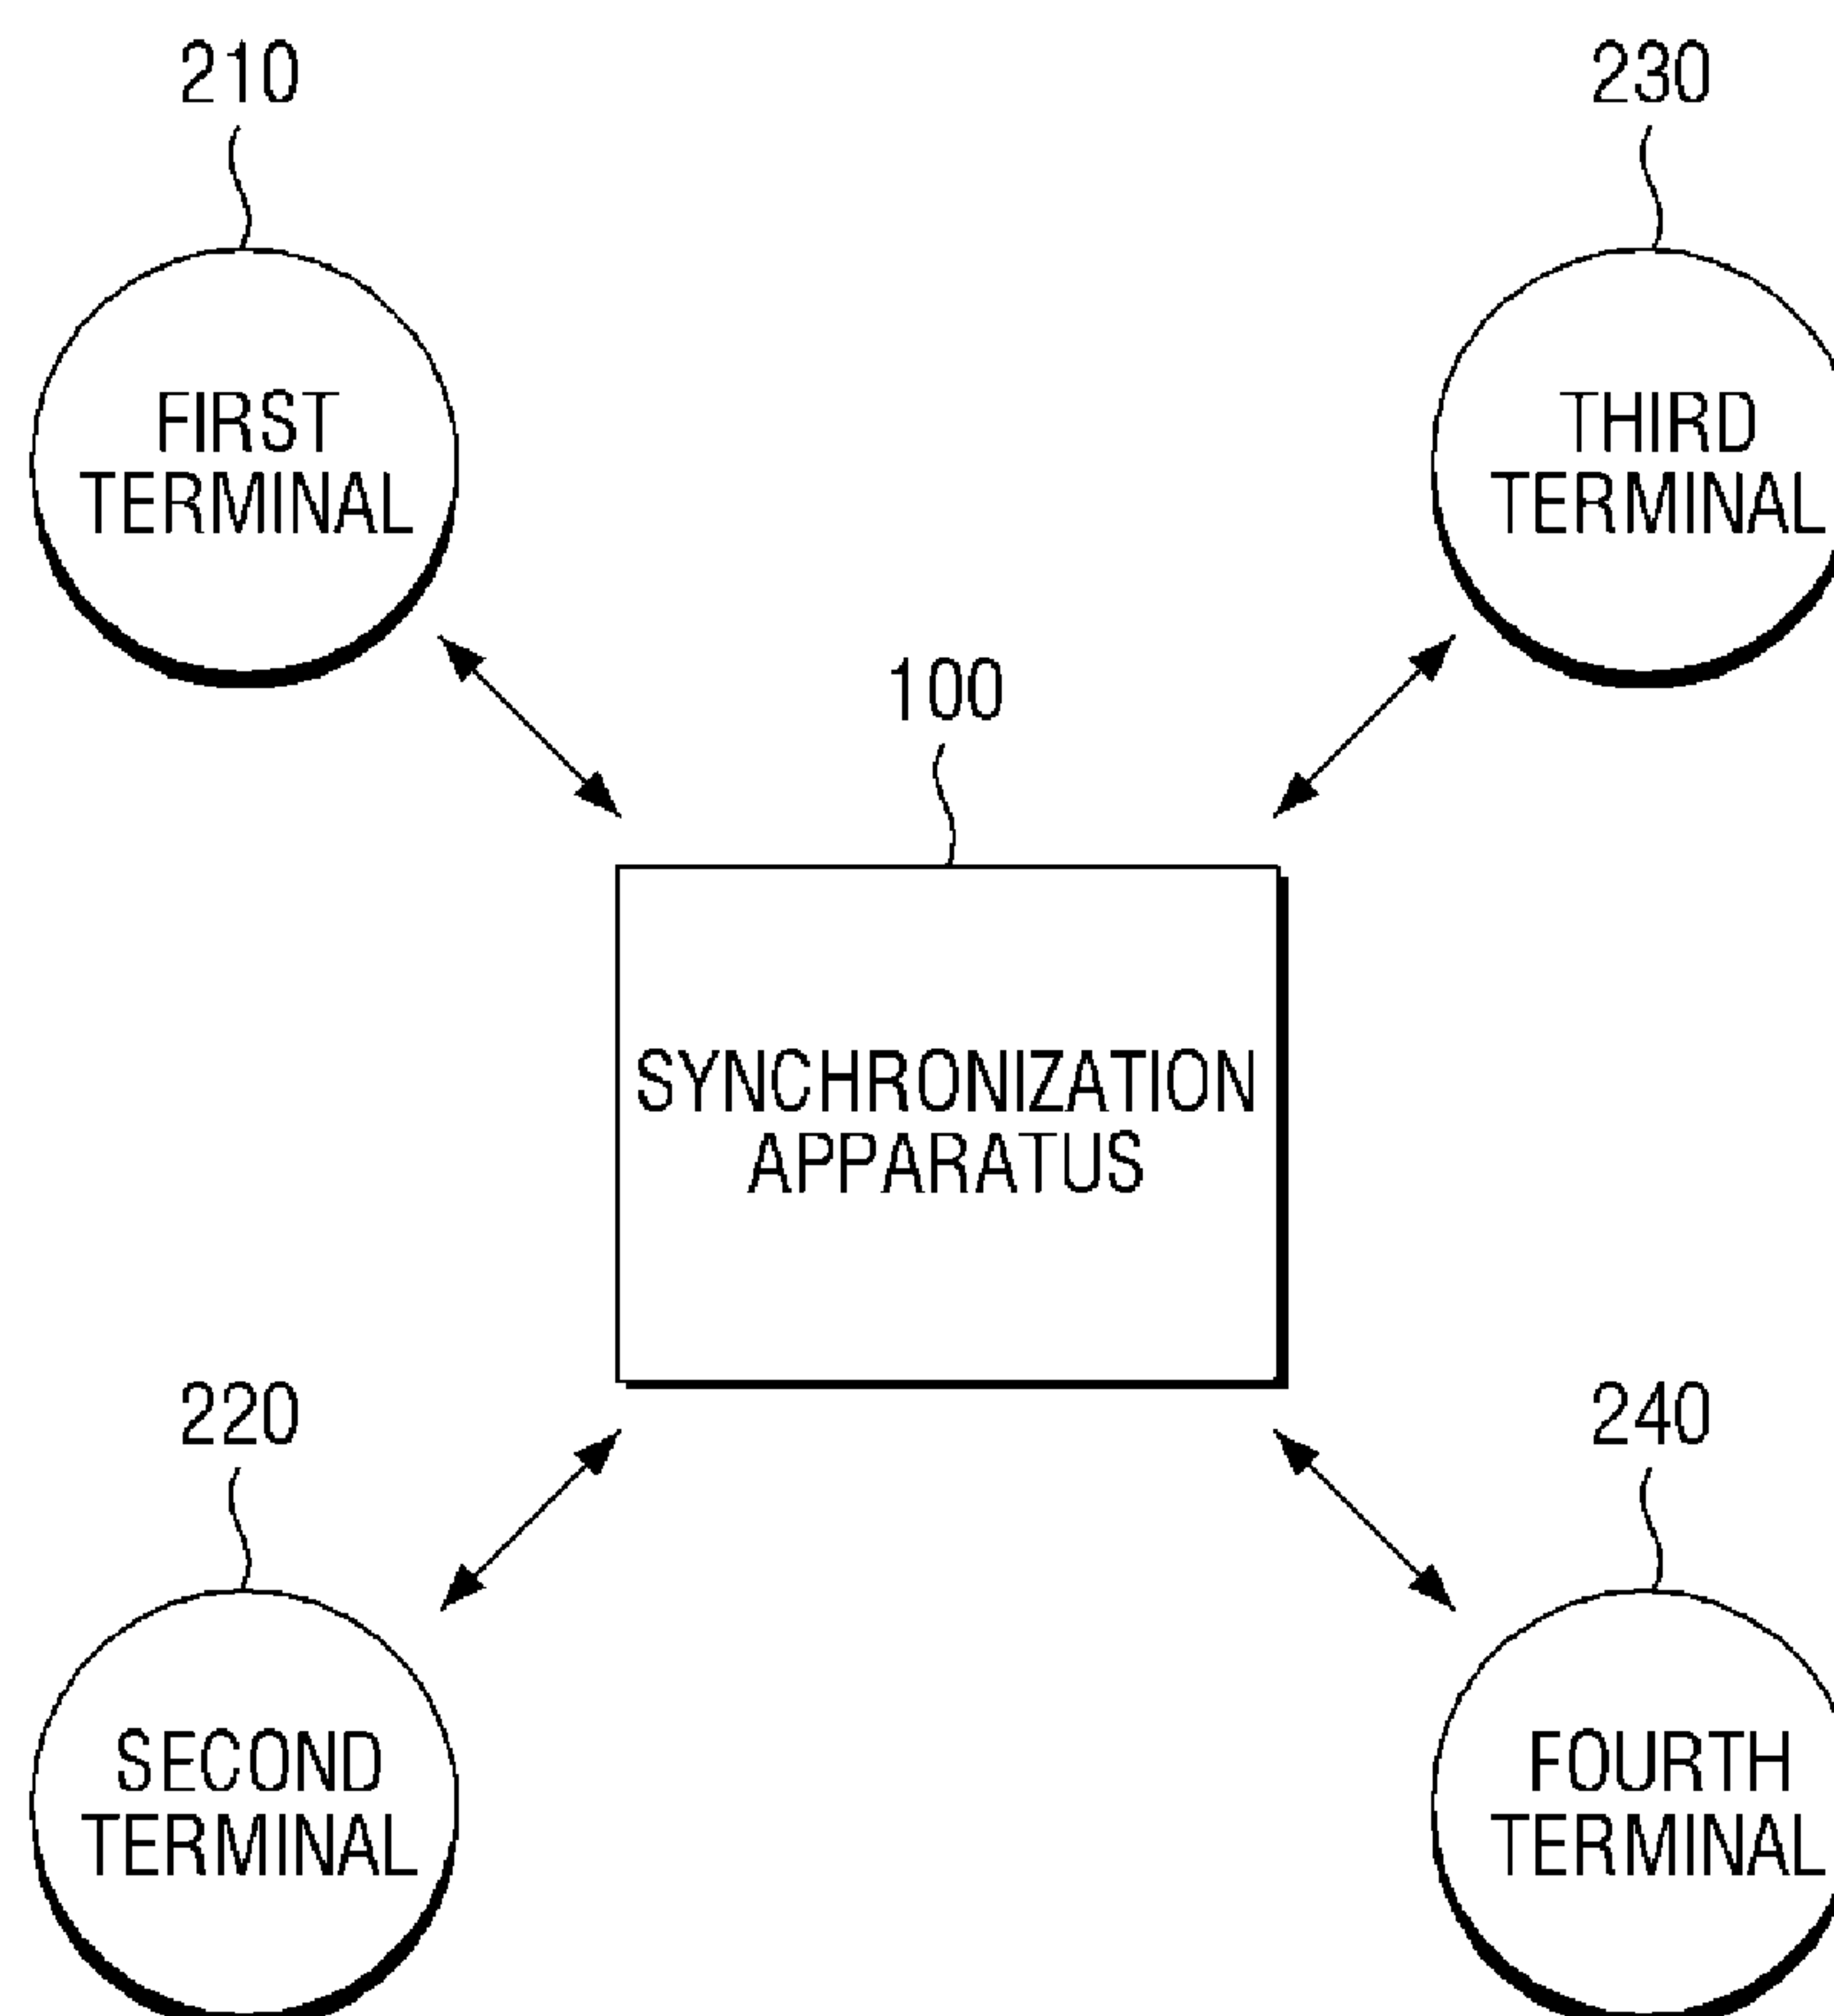 210
230
FIRST
TERMINAL
THIRD
TERMINAL
100
SYNCHRONIZATION
APPARATUS
220
240
SECOND
TERMINAL
FOURTH
TERMINAL